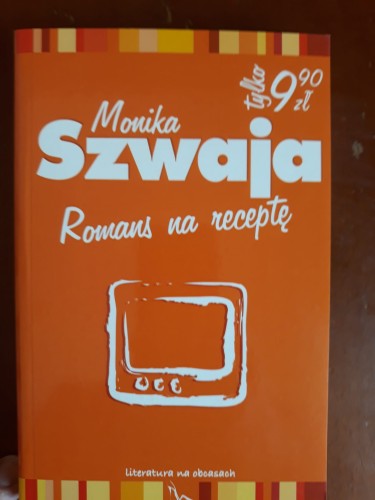 tylko 9 90 zł
Monika
Szwaja
Romans na receptę
Literatura na obcasach